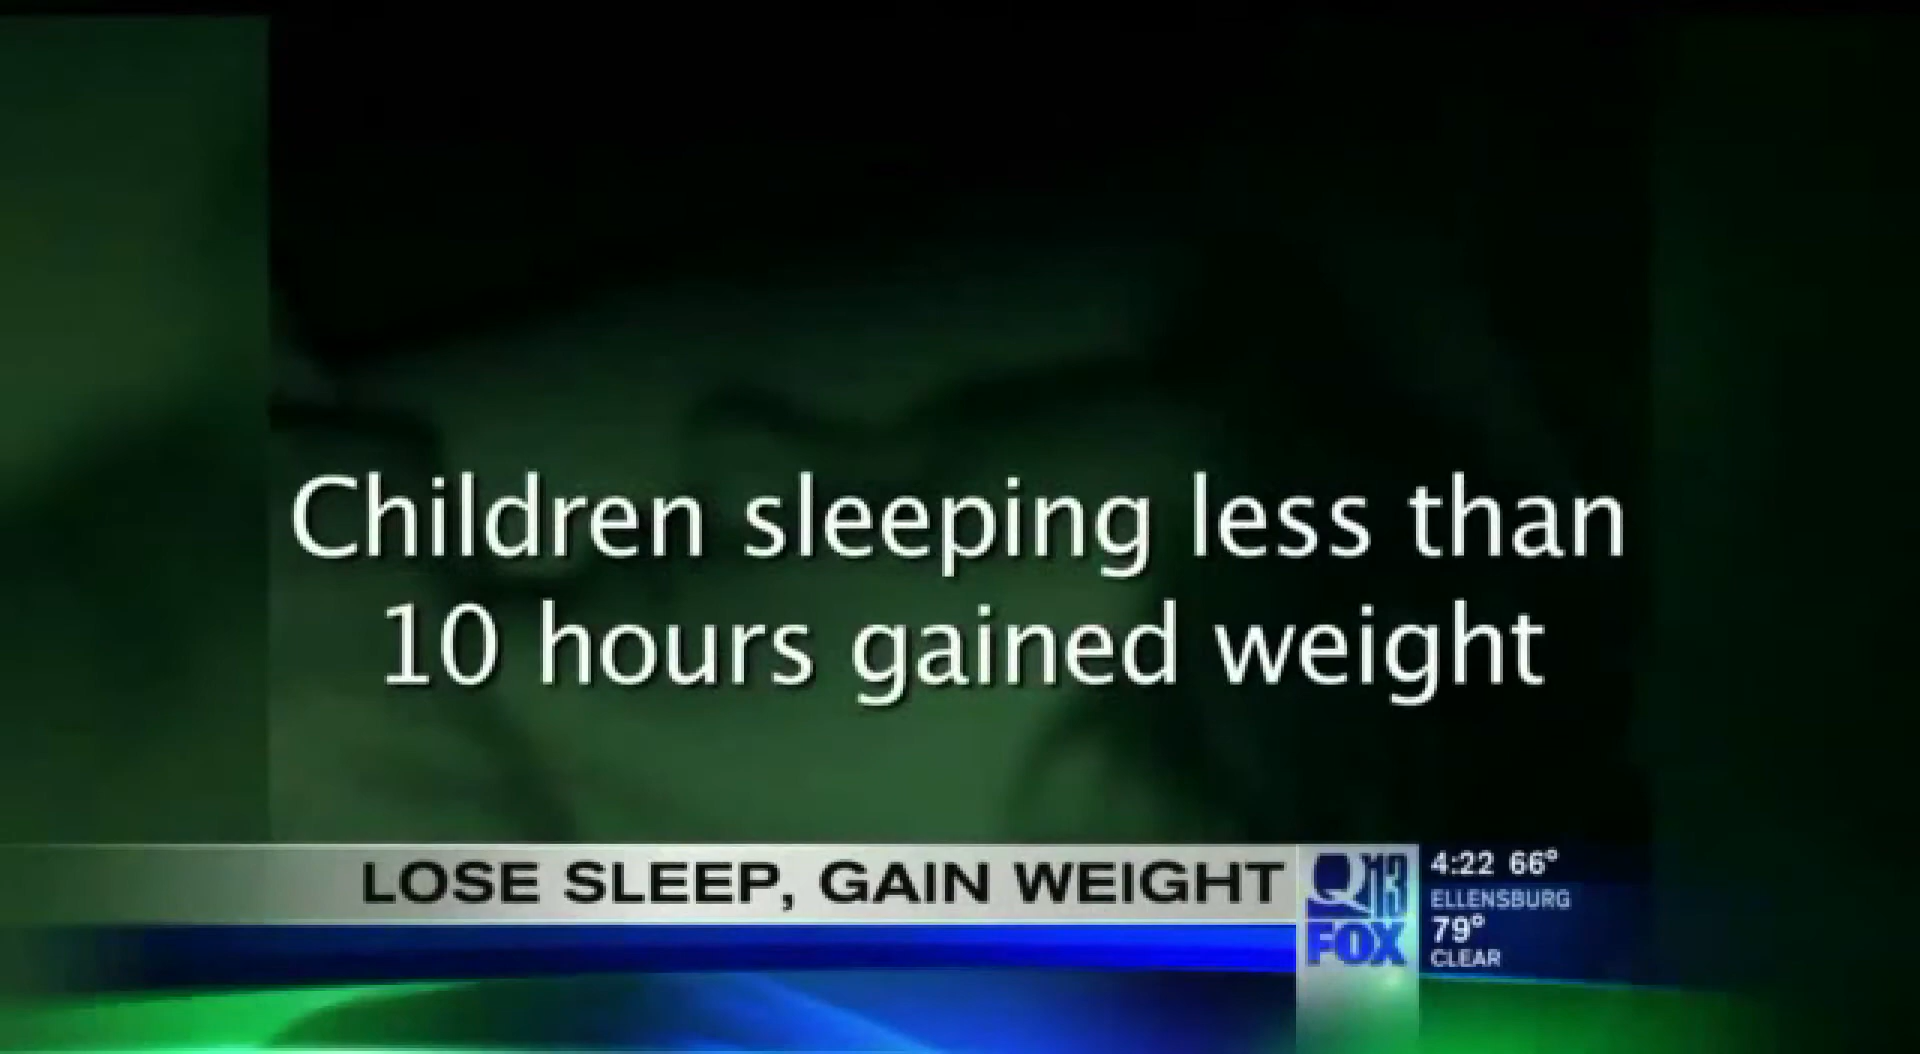 Children sleeping less than
10 hours gained weight
LOSE SLEEP, GAIN WEIGHT
Q13
FOX
4:22 66°
ELLENSBURG
79°
CLEAR